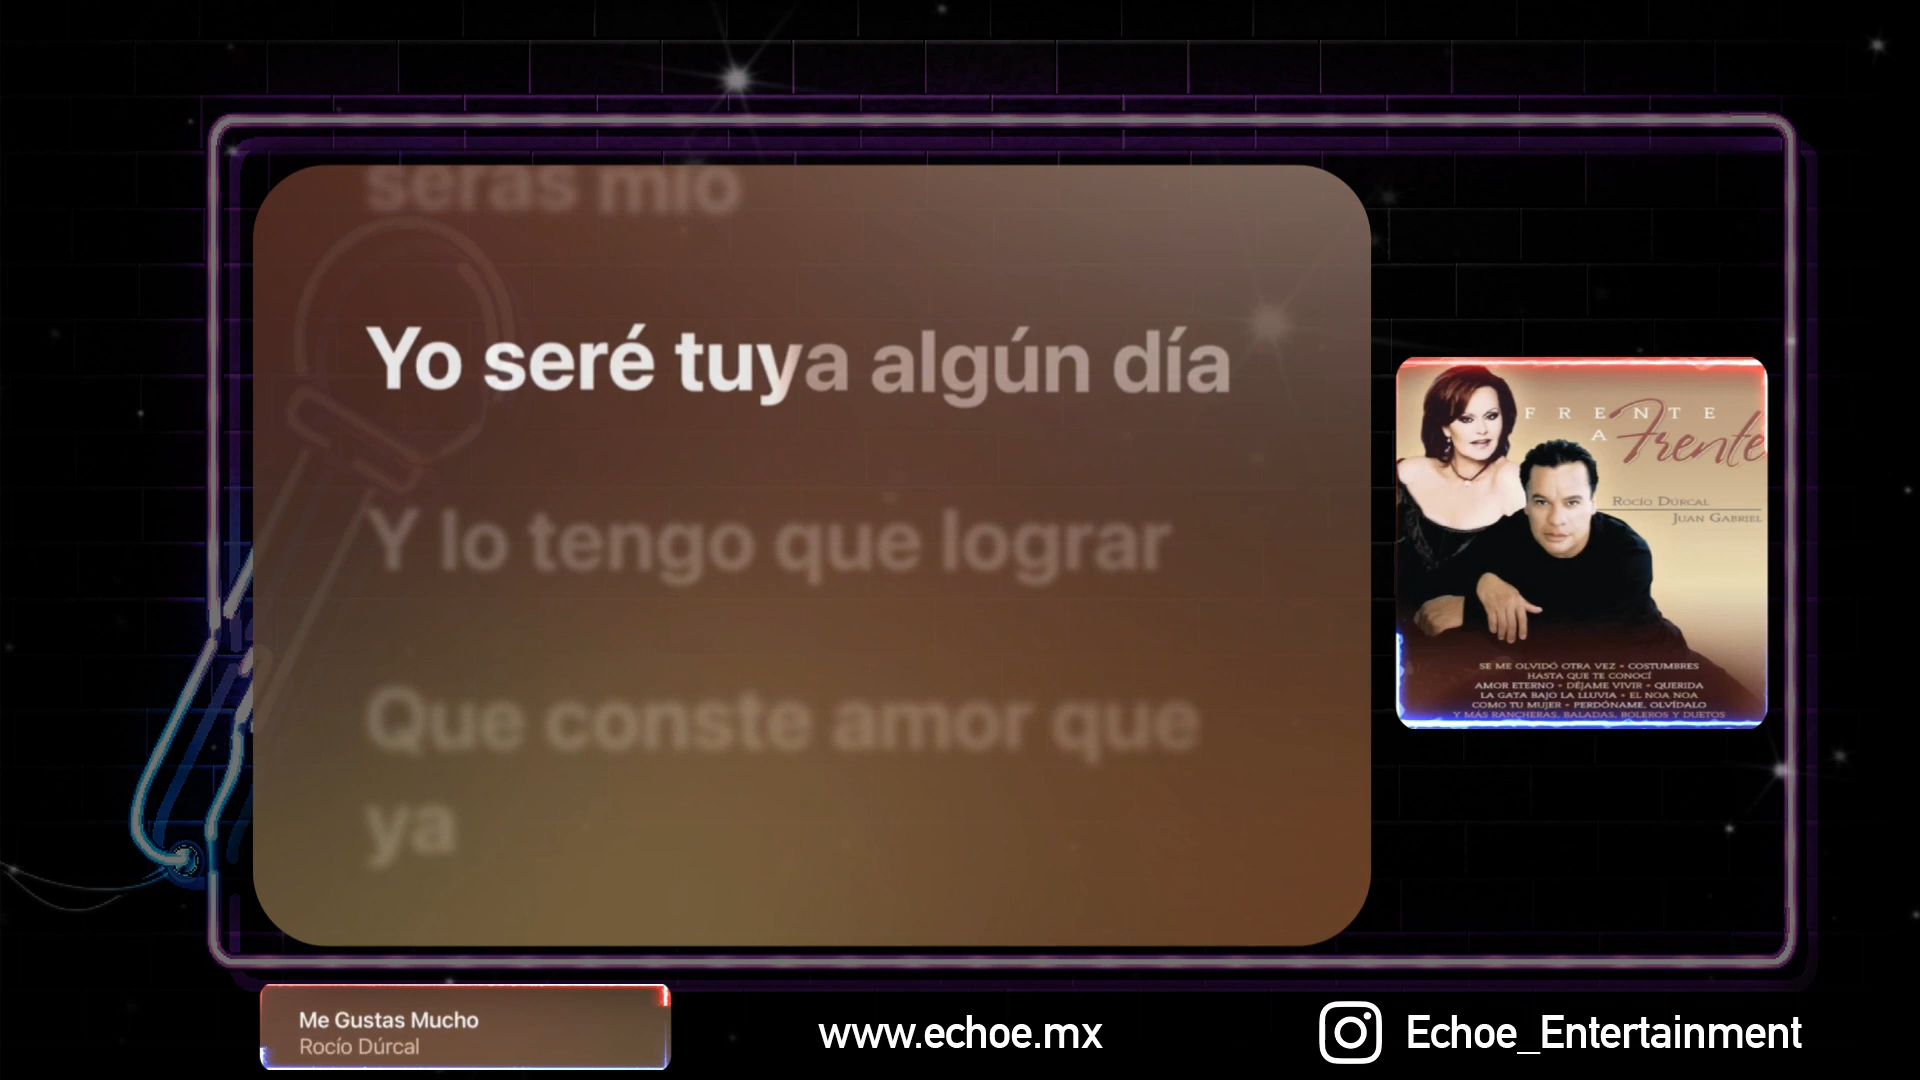 serás mío
Yo seré tuya algún día
Y lo tengo que lograr
Que conste amor que
ya
FRENTE
A Frente
ROCÍO DÚRCAL
JUAN GABRIEL
SE ME OLVIDÓ OTRA VEZ • COSTUMBRES
HASTA QUE TE CONOCÍ
AMOR ETERNO • DÉJAME VIVIR • QUERIDA
LA GATA BAJO LA LLUVIA • EL NOA NOA
COMO TU MUJER • PERDÓNAME, OLVÍDALO
Y MÁS RANCHERAS, BALADAS, BOLEROS Y DUETOS
Me Gustas Mucho
Rocío Dúrcal
www.echoe.mx
Echoe_Entertainment